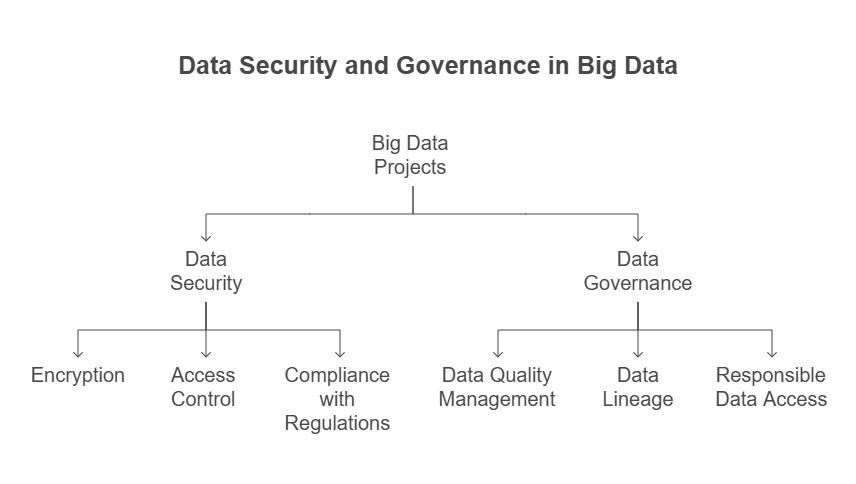 Data Security and Governance in Big Data
Big Data
Projects
Data
Security
Data
Governance
Encryption
Access
Control
Compliance
with
Regulations
Data Quality
Management
Data
Lineage
Responsible
Data Access